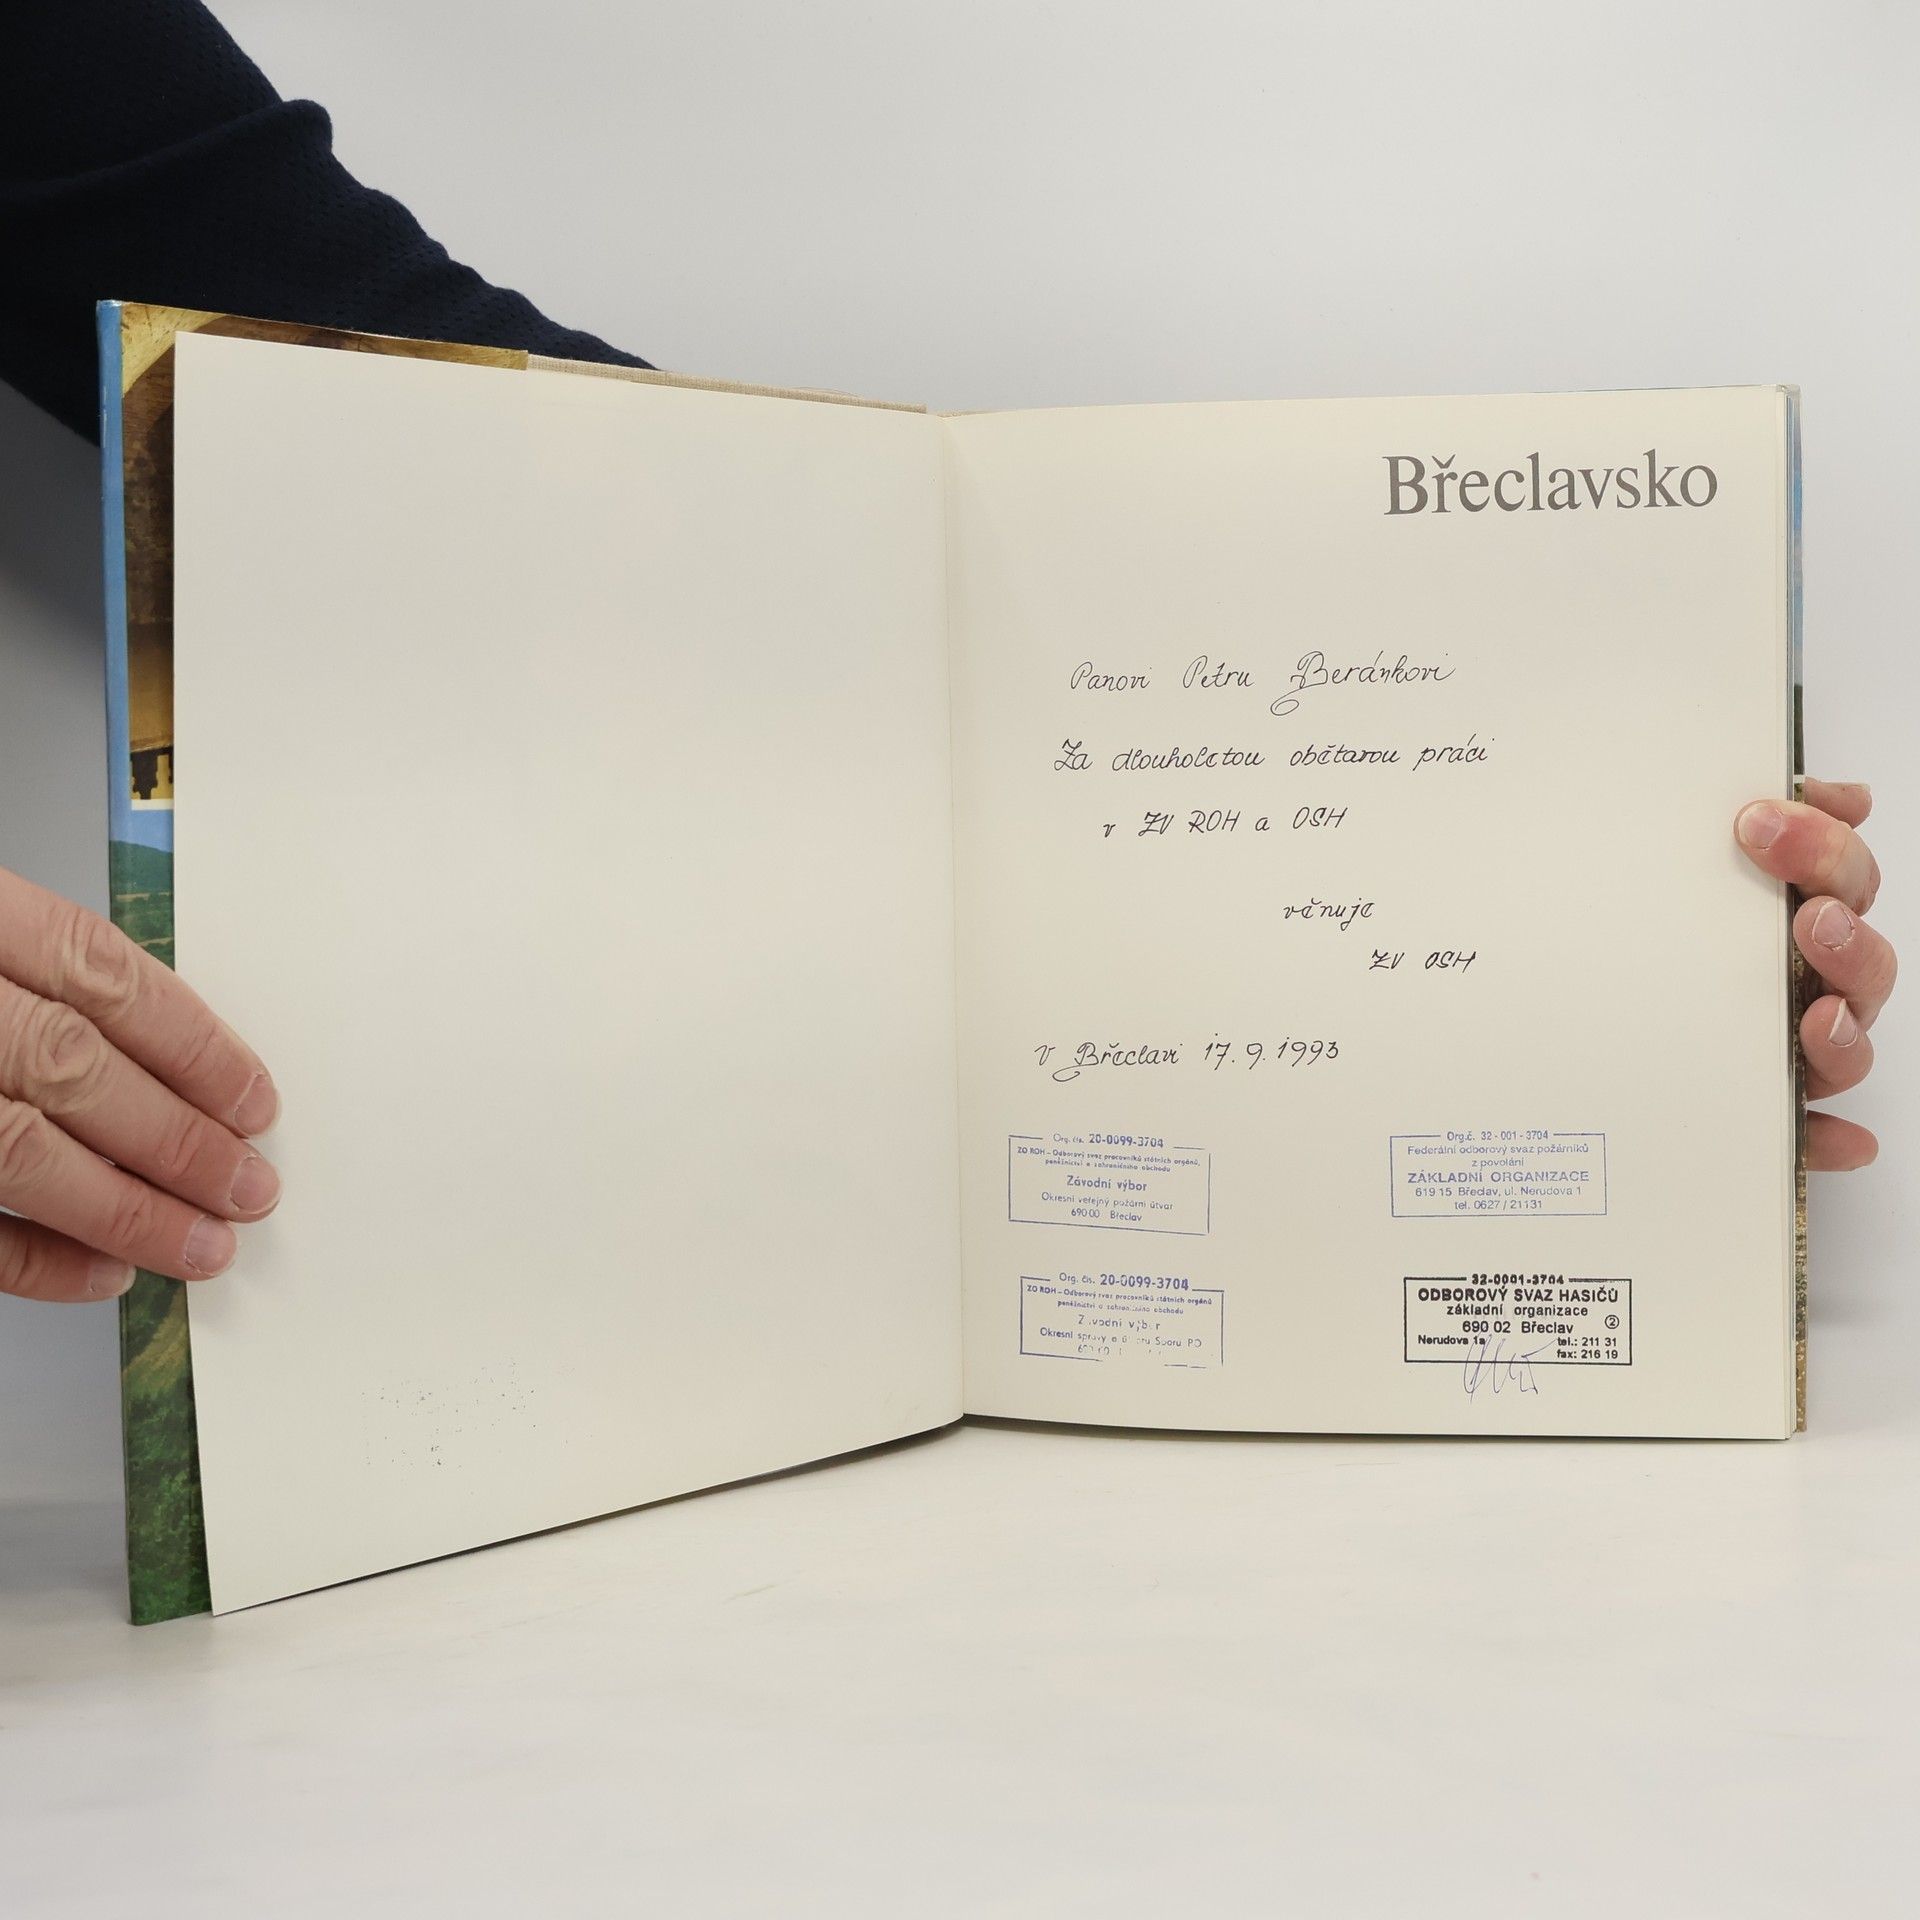 Břeclavsko
Panovi Petru Beránkovi
Za dlouholetou obětavou práci
v ZV ROH a OSH
věnuje
ZV OSH
V Břeclavi 17. 9. 1993
Org. čís. 20-0099-3704
ZO ROH – Odborový svaz pracovníků státních orgánů,
peněžnictví a zahraničního obchodu
Závodní výbor
Okresní veřejný požární útvar
690 00 Břeclav
Org.č. 32 - 001 - 3704
Federální odborový svaz požárníků
z povolání
ZÁKLADNÍ ORGANIZACE
619 15 Břeclav, ul. Nerudova 1
tel. 0627 / 21131
Org. čís. 20-0099-3704
ZO ROH – Odborový svaz pracovníků státních orgánů
peněžnictví a zahraničního obchodu
Okresní správy a Sboru PO
32-0001-3704
ODBOROVÝ SVAZ HASIČŮ
základní organizace
690 02 Břeclav 2
Nerudova 1a tel.: 211 31
fax: 216 19